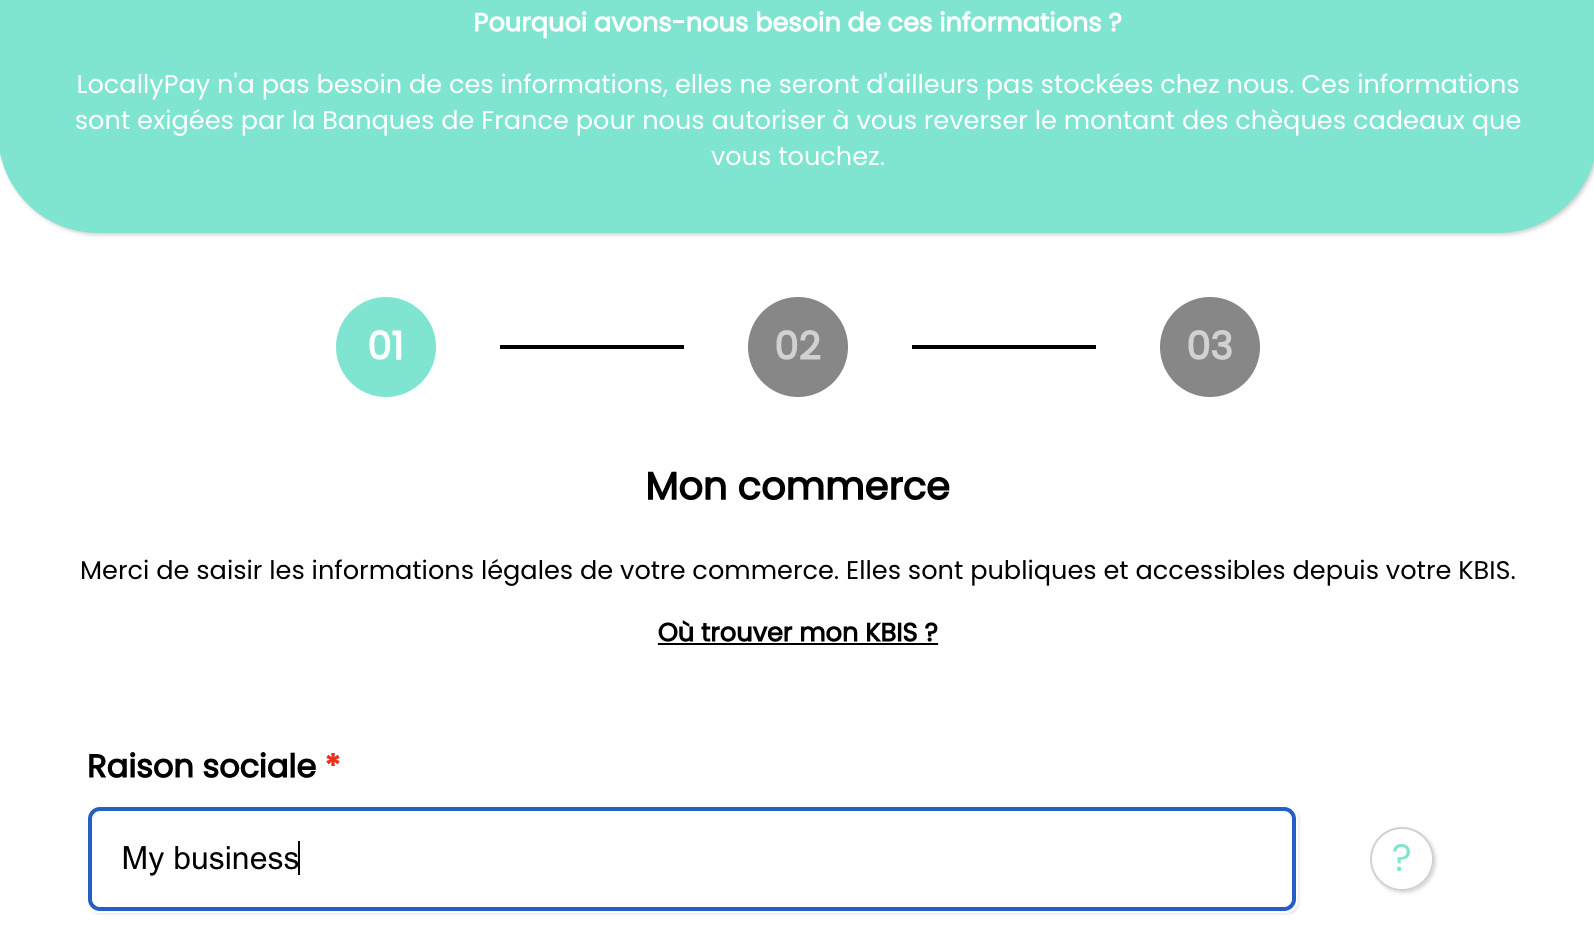 Pourquoi avons-nous besoin de ces informations ?
LocallyPay n'a pas besoin de ces informations, elles ne seront d'ailleurs pas stockées chez nous. Ces informations
sont exigées par la Banques de France pour nous autoriser à vous reverser le montant des chèques cadeaux que
vous touchez.
01
02
03
Mon commerce
Merci de saisir les informations légales de votre commerce. Elles sont publiques et accessibles depuis votre KBIS.
Où trouver mon KBIS ?
Raison sociale *
My business
?